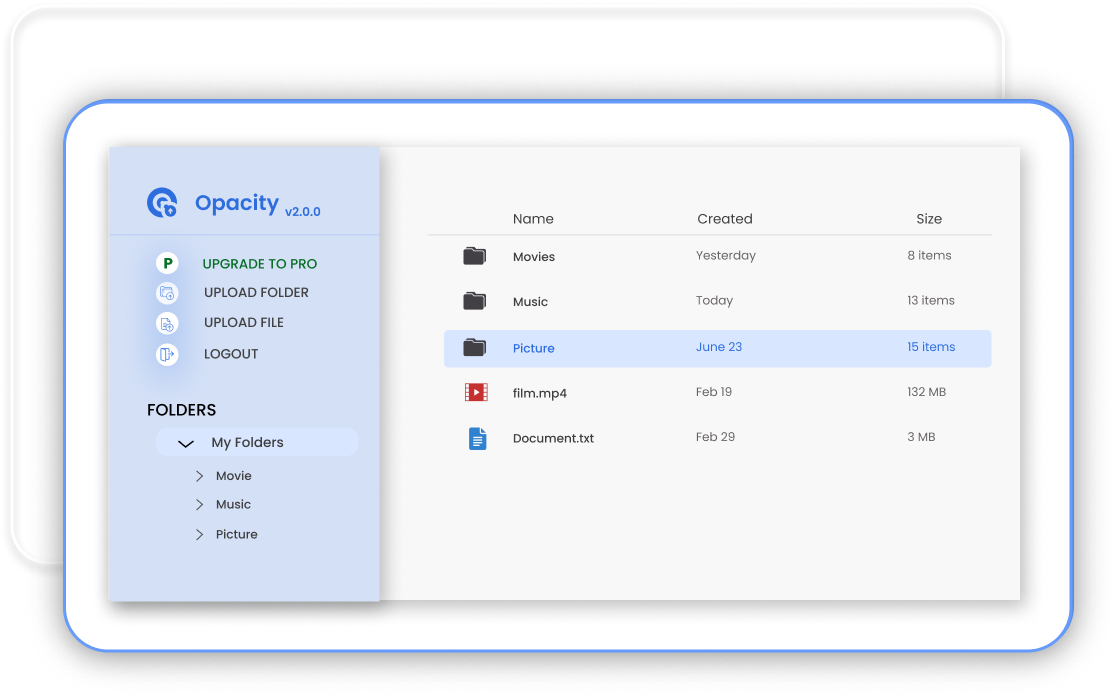 Opacity v2.0.0
P UPGRADE TO PRO
UPLOAD FOLDER
UPLOAD FILE
LOGOUT
FOLDERS
My Folders
Movie
Music
Picture
Name Created Size
Movies Yesterday 8 items
Music Today 13 items
Picture June 23 15 items
film.mp4 Feb 19 132 MB
Document.txt Feb 29 3 MB